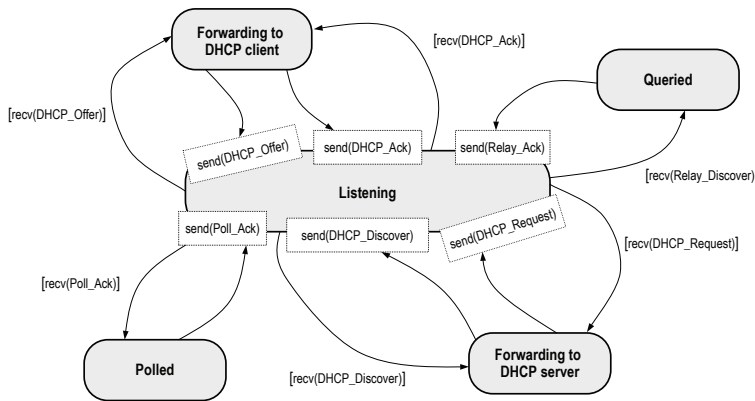 Forwarding to
DHCP client
[recv(DHCP_Ack)]
Queried
[recv(DHCP_Offer)]
send(DHCP_Offer)
send(DHCP_Ack)
send(Relay_Ack)
[recv(Relay_Discover)]
Listening
send(Poll_Ack)
send(DHCP_Discover)
send(DHCP_Request)
[recv(DHCP_Request)]
[recv(Poll_Ack)]
Polled
[recv(DHCP_Discover)]
Forwarding to
DHCP server